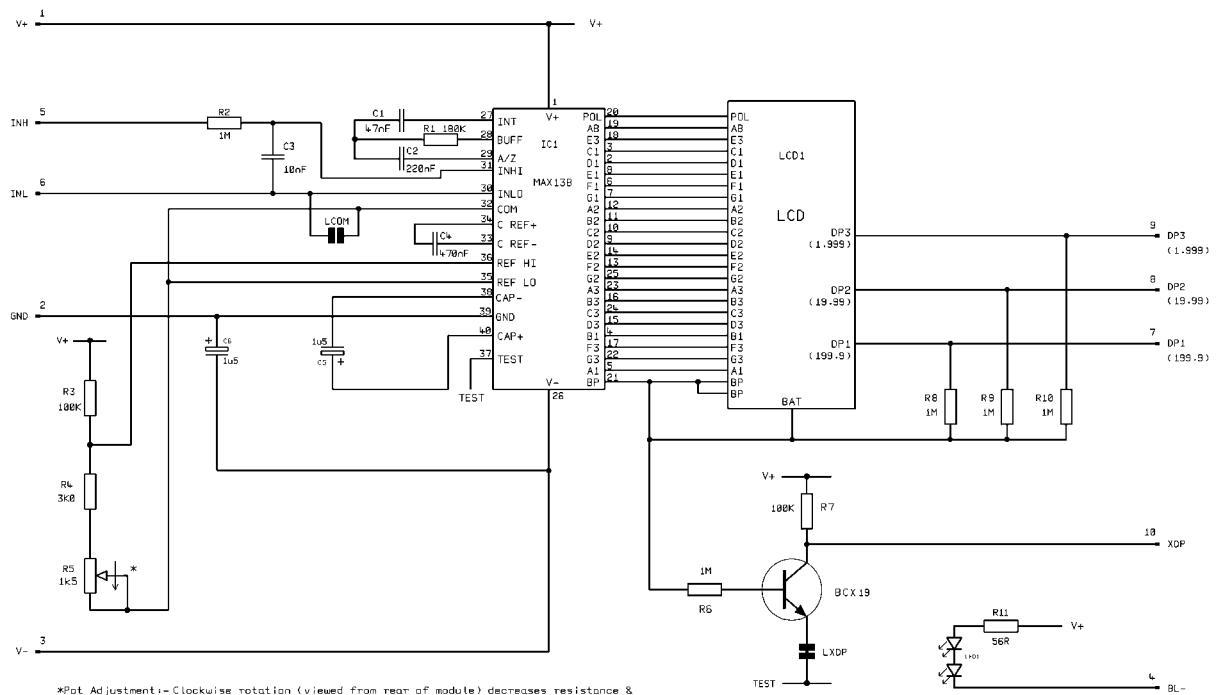 V+ 1 V+
INH 5 R2 1M
C1 47nF
R1 180K
C2 220nF
C3 10nF
INL 6
LCOM
C4 470nF
GND 2
V+
C6 1u5
1u5 C5
R3 100K
R4 3K0
R5 1k5 *
V- 3
TEST
1 V+
IC1
MAX138
27 INT
28 BUFF
29 A/Z
31 INHI
30 INLO
32 COM
34 C REF+
33 C REF-
36 REF HI
35 REF LO
38 CAP-
39 GND
40 CAP+
37 TEST
V- 26
POL 20 POL
AB 19 AB
E3 18 E3
C1 3 C1
D1 2 D1
E1 8 E1
F1 6 F1
G1 7 G1
A2 12 A2
B2 11 B2
C2 10 C2
D2 9 D2
E2 14 E2
F2 13 F2
G2 25 G2
A3 23 A3
B3 16 B3
C3 24 C3
D3 15 D3
B1 4 B1
F3 17 F3
G3 22 G3
A1 5 A1
BP 21 BP
BP
LCD1
LCD
DP3 (1.999)
DP2 (19.99)
DP1 (199.9)
BAT
9 DP3 (1.999)
8 DP2 (19.99)
7 DP1 (199.9)
R8 1M
R9 1M
R10 1M
V+
100K R7
10 XDP
1M
R6
BCX19
LXDP
TEST
R11
56R
V+
LED1
4 BL-
*Pot Adjustment:- Clockwise rotation (viewed from rear of module) decreases resistance &